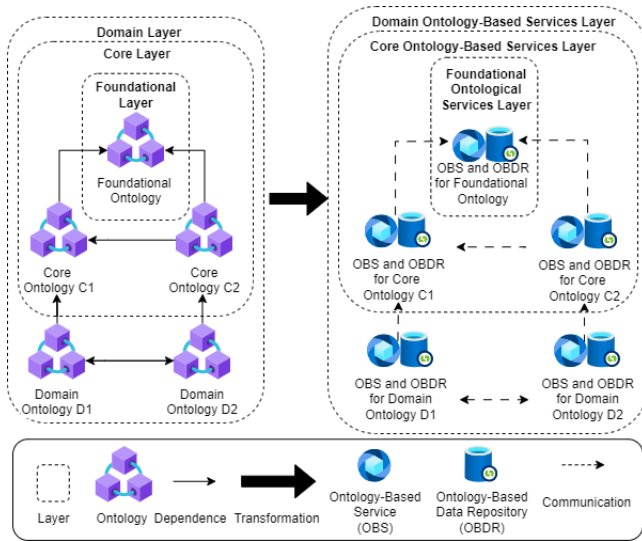 Domain Layer
Core Layer
Foundational
Layer
Foundational
Ontology
Core
Ontology C1
Core
Ontology C2
Domain
Ontology D1
Domain
Ontology D2
Domain Ontology-Based Services Layer
Core Ontology-Based Services Layer
Foundational
Ontological
Services Layer
OBS and OBDR
for Foundational
Ontology
OBS and OBDR
for Core
Ontology C1
OBS and OBDR
for Core
Ontology C2
OBS and OBDR
for Domain
Ontology D1
OBS and OBDR
for Domain
Ontology D2
Layer
Ontology
Dependence
Transformation
Ontology-Based
Service
(OBS)
Ontology-Based
Data Repository
(OBDR)
Communication